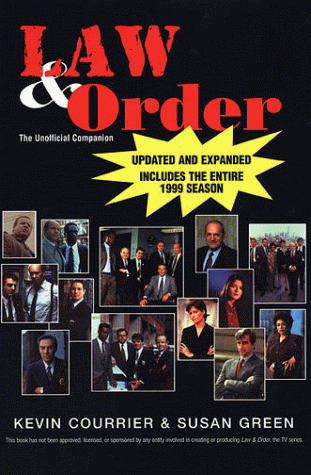 LAW
& Order
The Unofficial Companion
UPDATED AND EXPANDED
INCLUDES THE ENTIRE
1999 SEASON
KEVIN COURRIER & SUSAN GREEN
This book has not been approved, licensed, or sponsored by any entity involved in creating or producing Law & Order, the TV series.